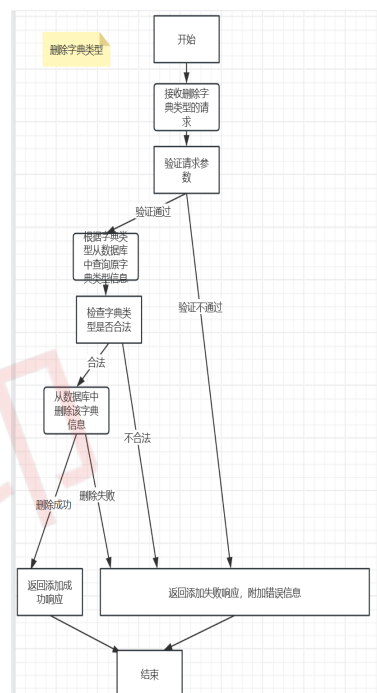 删除字典类型
开始
接收删除字
典类型的请
求
验证请求参
数
验证通过
根据字典类
型从数据库
中查询原字
典类型信息
验证不通过
检查字典类
型是否合法
合法
从数据库中
删除该字典
信息
不合法
删除失败
删除成功
返回添加成
功响应
返回添加失败响应，附加错误信息
结束